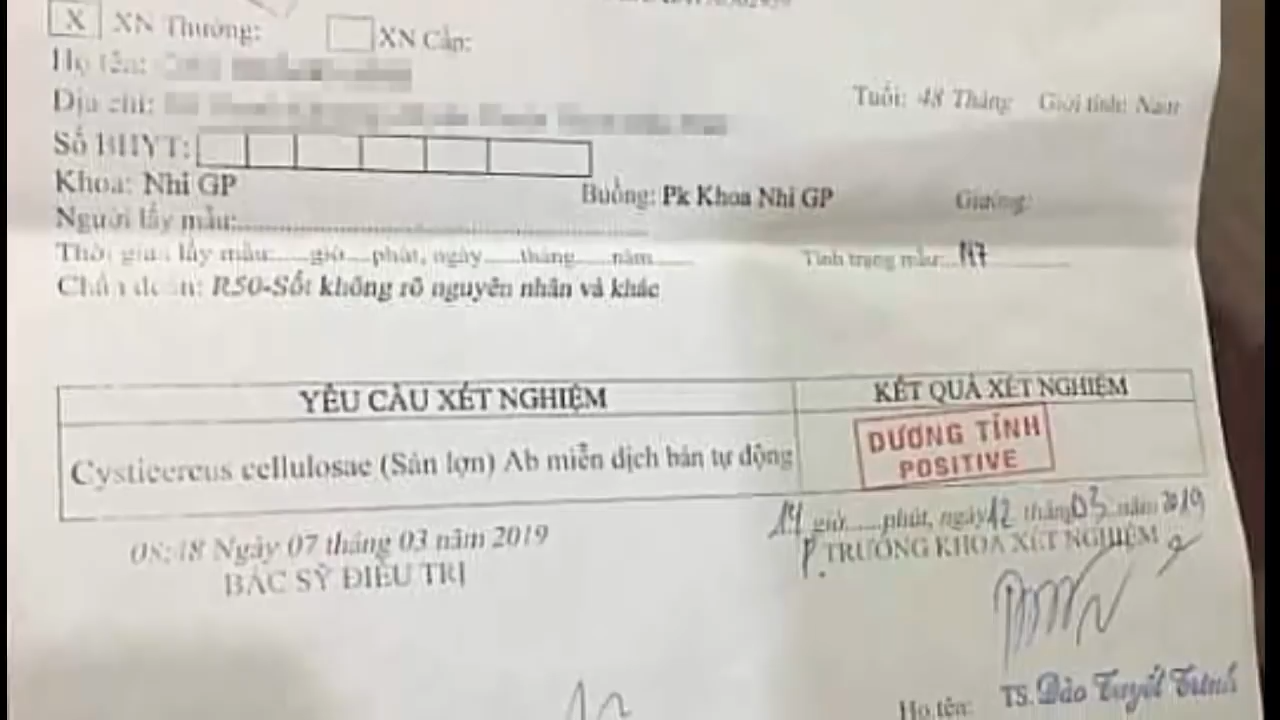 X XN Thường: XN Cấp:
Họ tên:
Địa chỉ: Tuổi: 48 Tháng Giới tính: Nam
Số BHYT:
Khoa: Nhi GP Buồng: Pk Khoa Nhi GP Giường:
Người lấy mẫu:
Thời gian lấy mẫu:......giờ....phút, ngày......tháng......năm....... Tình trạng mẫu:
Chẩn đoán: R50-Sốt không rõ nguyên nhân và khác
YÊU CẦU XÉT NGHIỆM KẾT QUẢ XÉT NGHIỆM
Cysticercus cellulosae (Sán lợn) Ab miễn dịch bán tự động DƯƠNG TÍNH
POSITIVE
14 giờ......phút, ngày 12 tháng 03 năm 2019
08:18 Ngày 07 tháng 03 năm 2019 P. TRƯỞNG KHOA XÉT NGHIỆM
BÁC SỸ ĐIỀU TRỊ
Họ tên: TS. Đào Tuyết Trinh